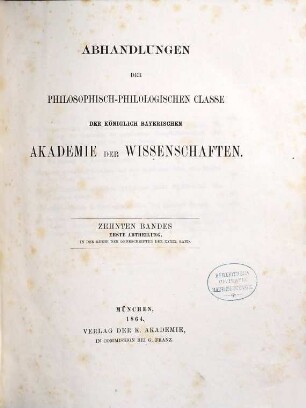 ABHANDLUNGEN
DER
PHILOSOPHISCH-PHILOLOGISCHEN CLASSE
DER KÖNIGLICH BAYERISCHEN
AKADEMIE DER WISSENSCHAFTEN.
ZEHNTEN BANDES
ERSTE ABTHEILUNG,
IN DER REIHE DER DENKSCHRIFTEN DER BAND.
MÜNCHEN,
1864.
VERLAG DER K. AKADEMIE,
IN COMMISSION BEI G. FRANZ.